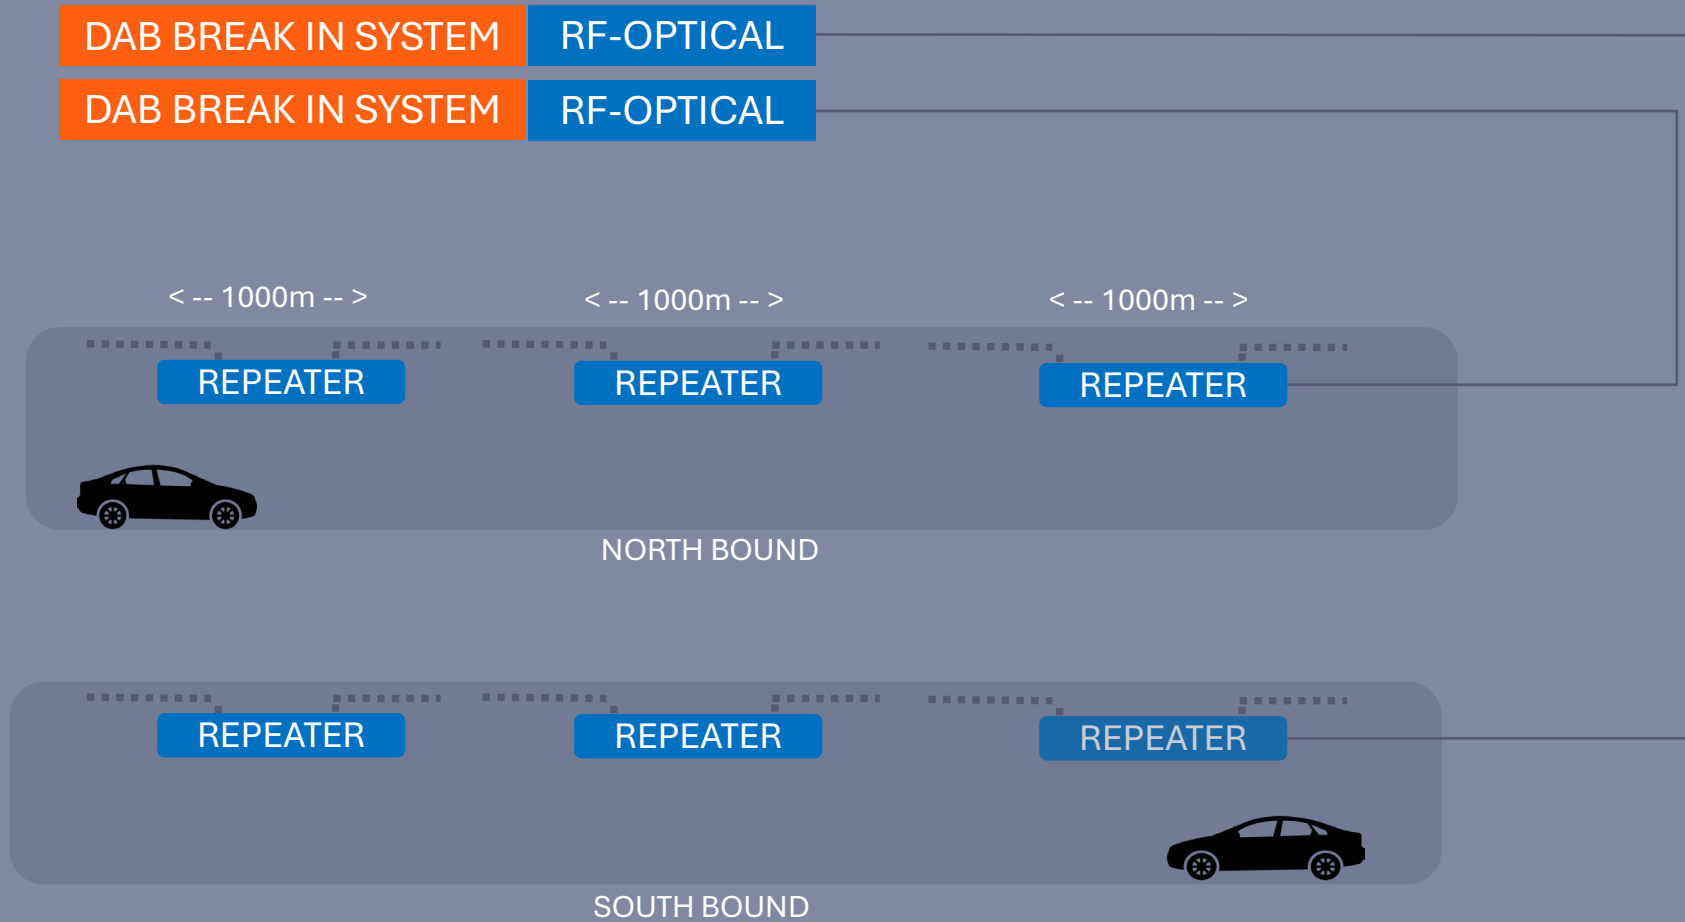 DAB BREAK IN SYSTEM RF-OPTICAL
DAB BREAK IN SYSTEM RF-OPTICAL
< -- 1000m -- > < -- 1000m -- > < -- 1000m -- >
REPEATER REPEATER REPEATER
NORTH BOUND
REPEATER REPEATER REPEATER
SOUTH BOUND